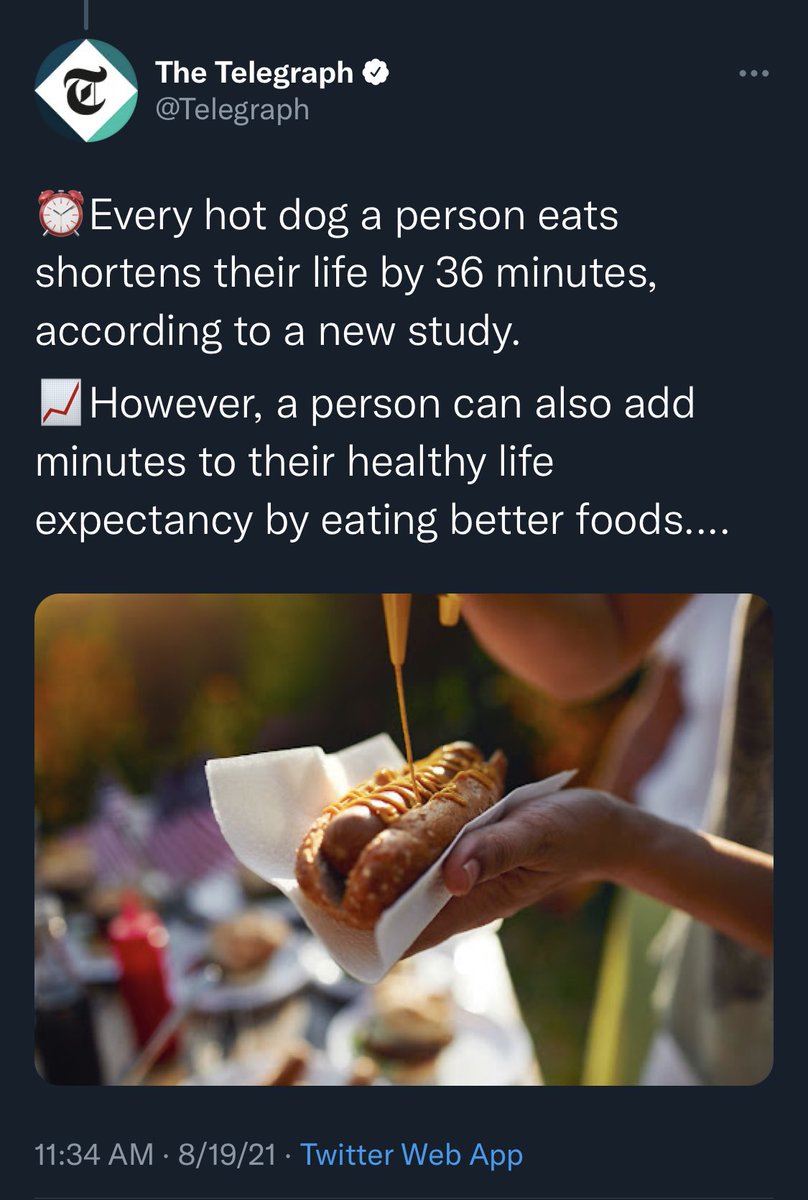 The Telegraph
@Telegraph
⏰Every hot dog a person eats
shortens their life by 36 minutes,
according to a new study.
📈However, a person can also add
minutes to their healthy life
expectancy by eating better foods....
11:34 AM · 8/19/21 · Twitter Web App